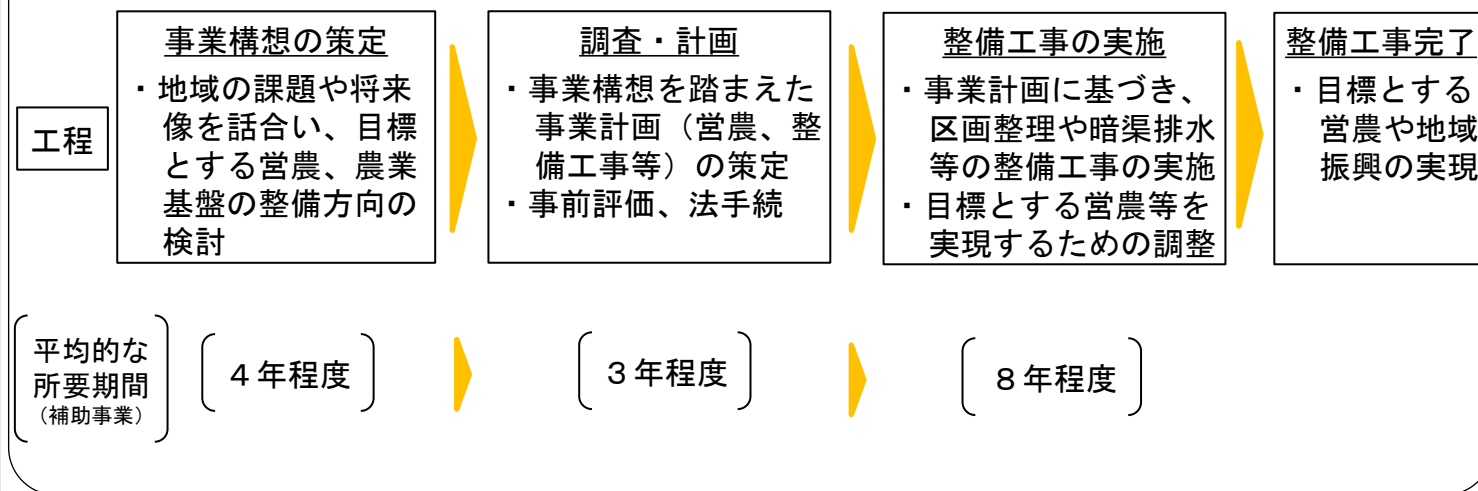 工程
事業構想の策定
・地域の課題や将来
像を話合い、目標
とする営農、農業
基盤の整備方向の
検討
調査・計画
・事業構想を踏まえた
事業計画（営農、整
備工事等）の策定
・事前評価、法手続
整備工事の実施
・事業計画に基づき、
区画整理や暗渠排水
等の整備工事の実施
・目標とする営農等を
実現するための調整
整備工事完了
・目標とする
営農や地域
振興の実現
平均的な
所要期間
（補助事業）
４年程度
３年程度
８年程度